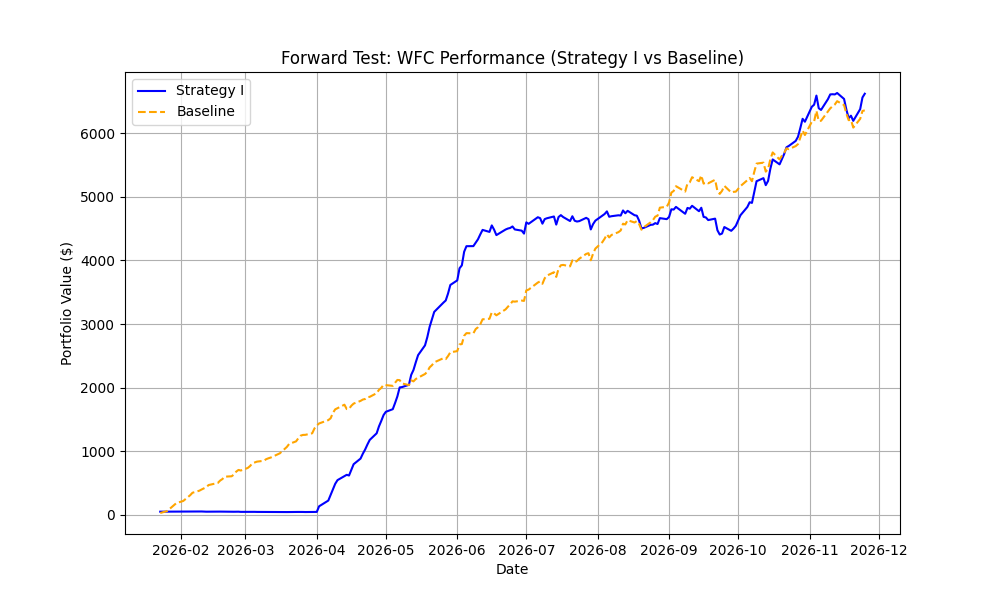 Forward Test: WFC Performance (Strategy I vs Baseline)
Strategy I
Baseline
Portfolio Value ($)
6000
5000
4000
3000
2000
1000
0
2026-02 2026-03 2026-04 2026-05 2026-06 2026-07 2026-08 2026-09 2026-10 2026-11 2026-12
Date